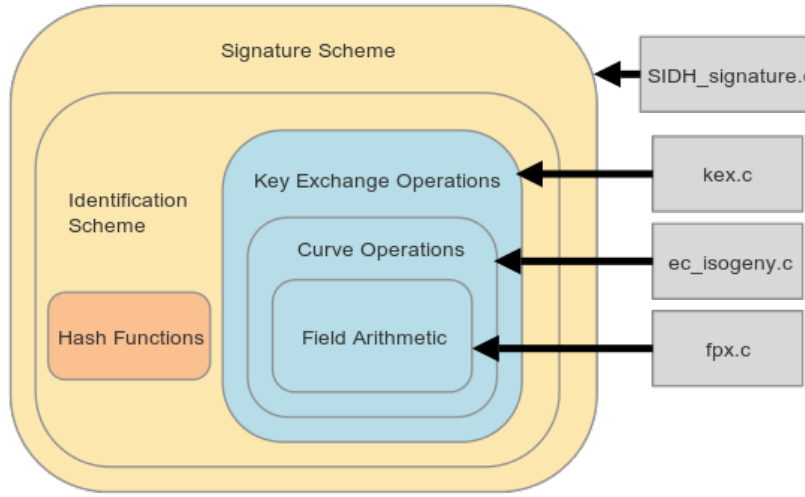 Signature Scheme
SIDH_signature.c
Key Exchange Operations
kex.c
Identification
Scheme
Curve Operations
ec_isogeny.c
Hash Functions
Field Arithmetic
fpx.c